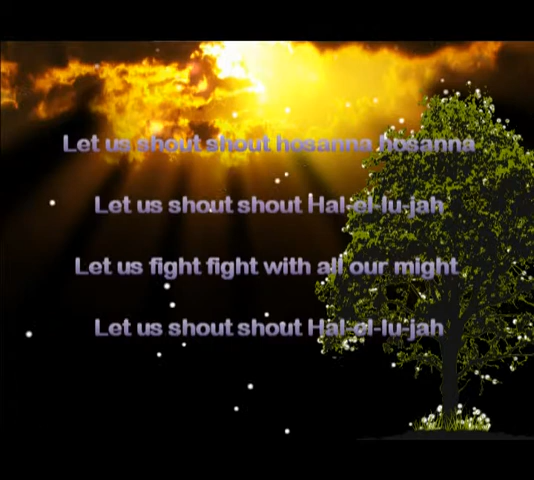 Let us shout shout hosanna hosanna
Let us shout shout Hal-el-lu-jah
Let us fight fight with all our might
Let us shout shout Hal-el-lu-jah